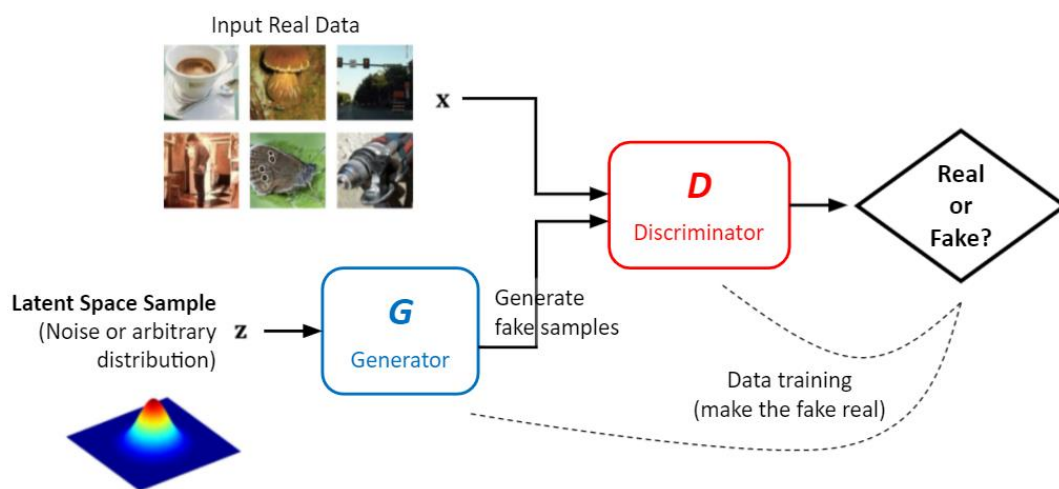 Input Real Data
x
D
Discriminator
Real
or
Fake?
Latent Space Sample
(Noise or arbitrary
distribution)
z
G
Generator
Generate
fake samples
Data training
(make the fake real)